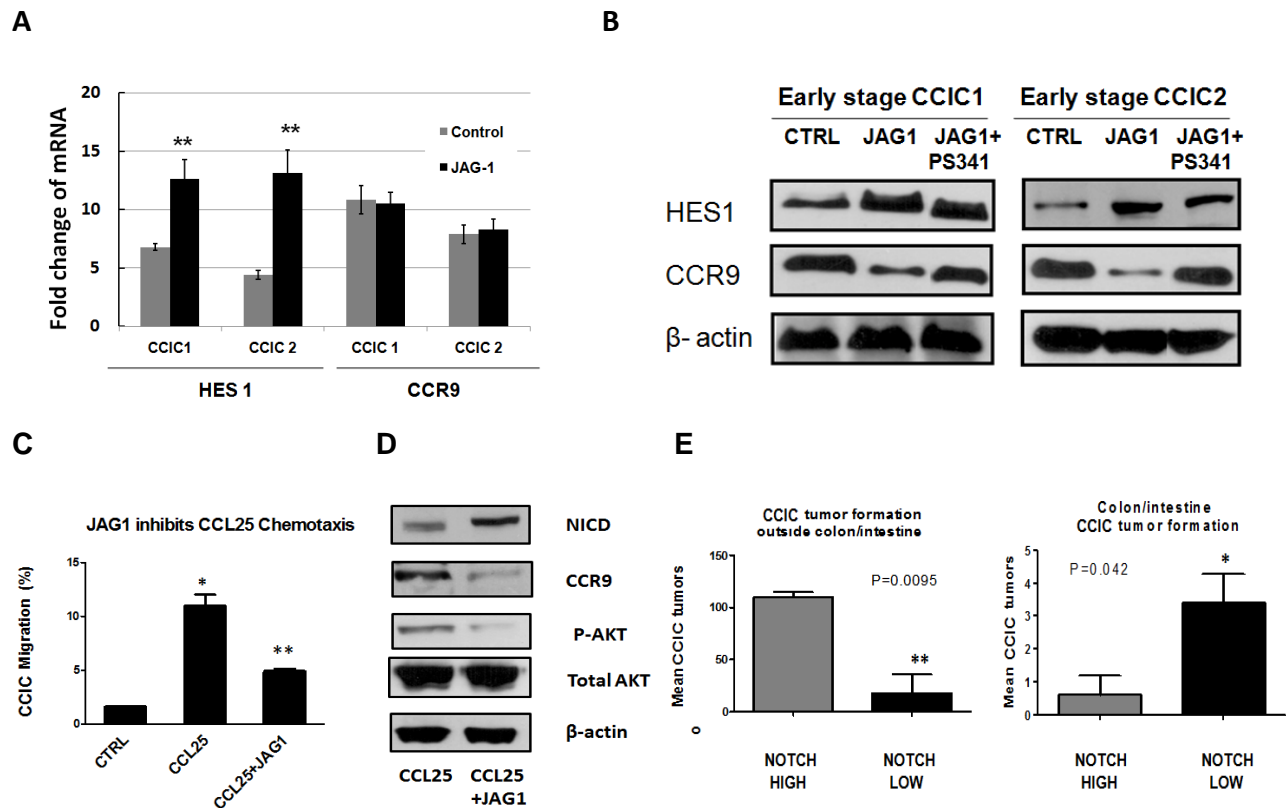 A
20
15
10
5
0
Fold change of mRNA
** **
Control
JAG-1
CCIC1 CCIC 2 CCIC 1 CCIC 2
HES 1 CCR9
B
Early stage CCIC1 Early stage CCIC2
CTRL JAG1 JAG1+ PS341 CTRL JAG1 JAG1+ PS341
HES1
CCR9
β- actin
C
JAG1 inhibits CCL25 Chemotaxis
15
10
5
0
CCIC Migration (%)
*
**
CTRL CCL25 CCL25+JAG1
D
NICD
CCR9
P-AKT
Total AKT
β-actin
CCL25 CCL25 +JAG1
E
CCIC tumor formation
outside colon/intestine
150
100
50
0
Mean CCIC tumors
o
P=0.0095
**
NOTCH HIGH NOTCH LOW
Colon/intestine
CCIC tumor formation
5
4
3
2
1
0
Mean CCIC tumors
P=0.042
*
NOTCH HIGH NOTCH LOW